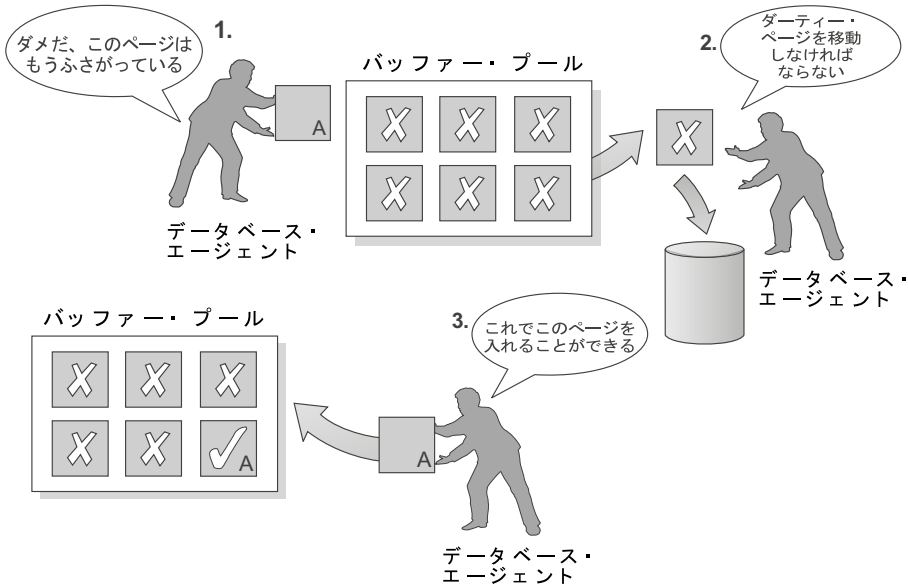 1.
ダメだ、このページは
もうふさがっている
A
データベース・
エージェント
バッファー・ プール
2.
ダーティー・
ページを移動
しなければ
ならない
データベース・
エージェント
バッファー・ プール
A
3.
これでこのページを
入れることができる
A
データベース・
エージェント